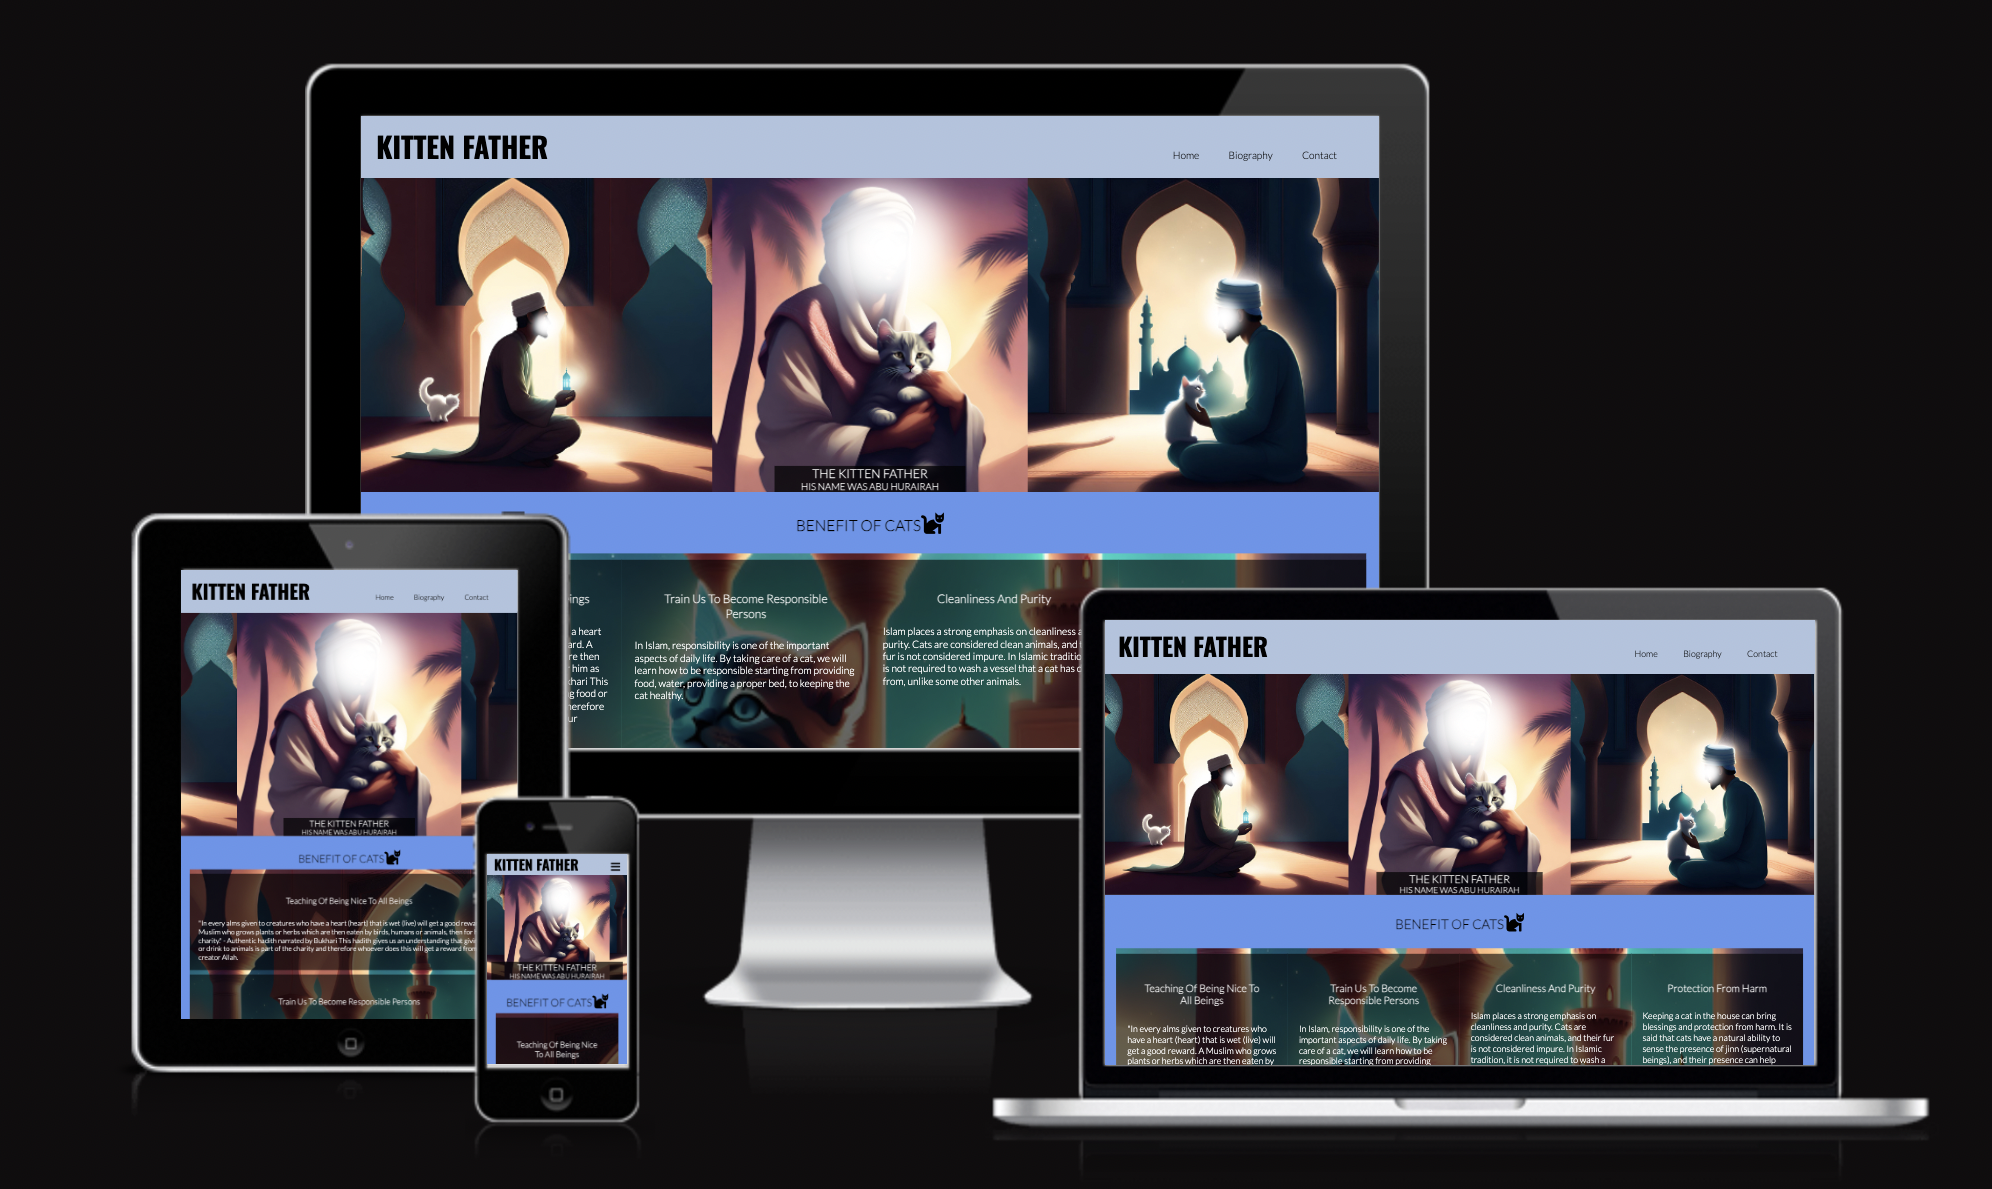 KITTEN FATHER
Home Biography Contact
THE KITTEN FATHER
HIS NAME WAS ABU HURAIRAH
BENEFIT OF CATS
ings
a heart
ard. A
re then
him as
khari This
g food or
herefore
ur
Train Us To Become Responsible
Persons
In Islam, responsibility is one of the important
aspects of daily life. By taking care of a cat, we will
learn how to be responsible starting from providing
food, water, providing a proper bed, to keeping the
cat healthy.
Cleanliness And Purity
Islam places a strong emphasis on cleanliness a
purity. Cats are considered clean animals, and t
fur is not considered impure. In Islamic traditio
is not required to wash a vessel that a cat has d
from, unlike some other animals.
KITTEN FATHER
Home Biography Contact
THE KITTEN FATHER
HIS NAME WAS ABU HURAIRAH
BENEFIT OF CATS
Teaching Of Being Nice To All Beings
"In every alms given to creatures who have a heart (heart) that is wet (live) will get a good rewa
Muslim who grows plants or herbs which are then eaten by birds, humans or animals, then for
charity." - Authentic hadith narrated by Bukhari This hadith gives us an understanding that givi
or drink to animals is part of the charity and therefore whoever does this will get a reward from
creator Allah.
Train Us To Become Responsible Persons
KITTEN FATHER
THE KITTEN FATHER
HIS NAME WAS ABU HURAIRAH
BENEFIT OF CATS
Teaching Of Being Nice
To All Beings
KITTEN FATHER
Home Biography Contact
THE KITTEN FATHER
HIS NAME WAS ABU HURAIRAH
BENEFIT OF CATS
Teaching Of Being Nice To
All Beings
"In every alms given to creatures who
have a heart (heart) that is wet (live) will
get a good reward. A Muslim who grows
plants or herbs which are then eaten by
Train Us To Become
Responsible Persons
In Islam, responsibility is one of the
important aspects of daily life. By taking
care of a cat, we will learn how to be
responsible starting from providing
Cleanliness And Purity
Islam places a strong emphasis on
cleanliness and purity. Cats are
considered clean animals, and their fur
is not considered impure. In Islamic
tradition, it is not required to wash a
Protection From Harm
Keeping a cat in the house can bring
blessings and protection from harm. It is
said that cats have a natural ability to
sense the presence of jinn (supernatural
beings), and their presence can help